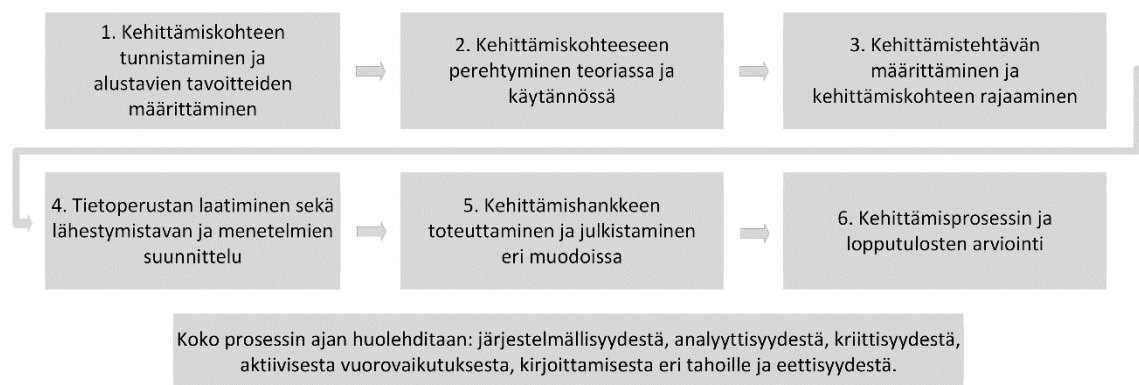 1. Kehittämiskohteen
tunnistaminen ja
alustavien tavoitteiden
määrittäminen
2. Kehittämiskohteeseen
perehtyminen teoriassa ja
käytännössä
3. Kehittämistehtävän
määrittäminen ja
kehittämiskohteen rajaaminen
4. Tietoperustan laatiminen sekä
lähestymistavan ja menetelmien
suunnittelu
5. Kehittämishankkeen
toteuttaminen ja julkistaminen
eri muodoissa
6. Kehittämisprosessin ja
lopputulosten arviointi
Koko prosessin ajan huolehditaan: järjestelmällisyydestä, analyyttisyydestä, kriittisyydestä,
aktiivisesta vuorovaikutuksesta, kirjoittamisesta eri tahoille ja eettisyydestä.